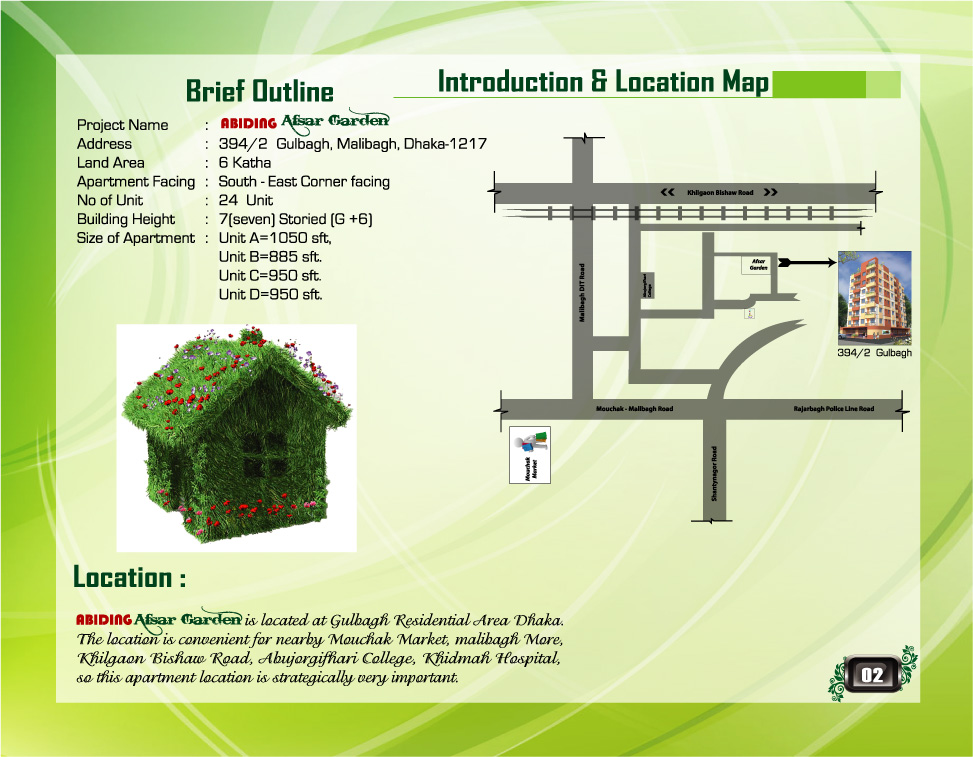 Brief Outline
Project Name : ABIDING Afsar Garden
Address : 394/2 Gulbagh, Malibagh, Dhaka-1217
Land Area : 6 Katha
Apartment Facing : South - East Corner facing
No of Unit : 24 Unit
Building Height : 7(seven) Storied (G +6)
Size of Apartment : Unit A=1050 sft,
Unit B=885 sft.
Unit C=950 sft.
Unit D=950 sft.
Introduction & Location Map
Khilgaon Bishaw Road
Malibagh DIT Road
College
Afsar
Garden
394/2 Gulbagh
Mouchak - Malibagh Road
Rajarbagh Police Line Road
Mouchak
Market
Shantynagor Road
Location :
ABIDING Afsar Garden is located at Gulbagh Residential Area Dhaka.
The location is convenient for nearby Mouchak Market, malibagh More,
Khilgaon Bishaw Road, Abujorgifhari College, Khidmah Hospital,
so this apartment location is strategically very important.
02